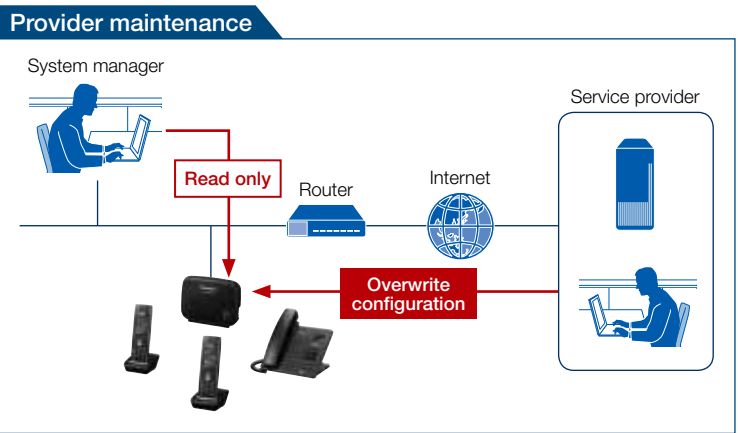 Provider maintenance
System manager
Service provider
Read only
Router
Internet
Overwrite
configuration